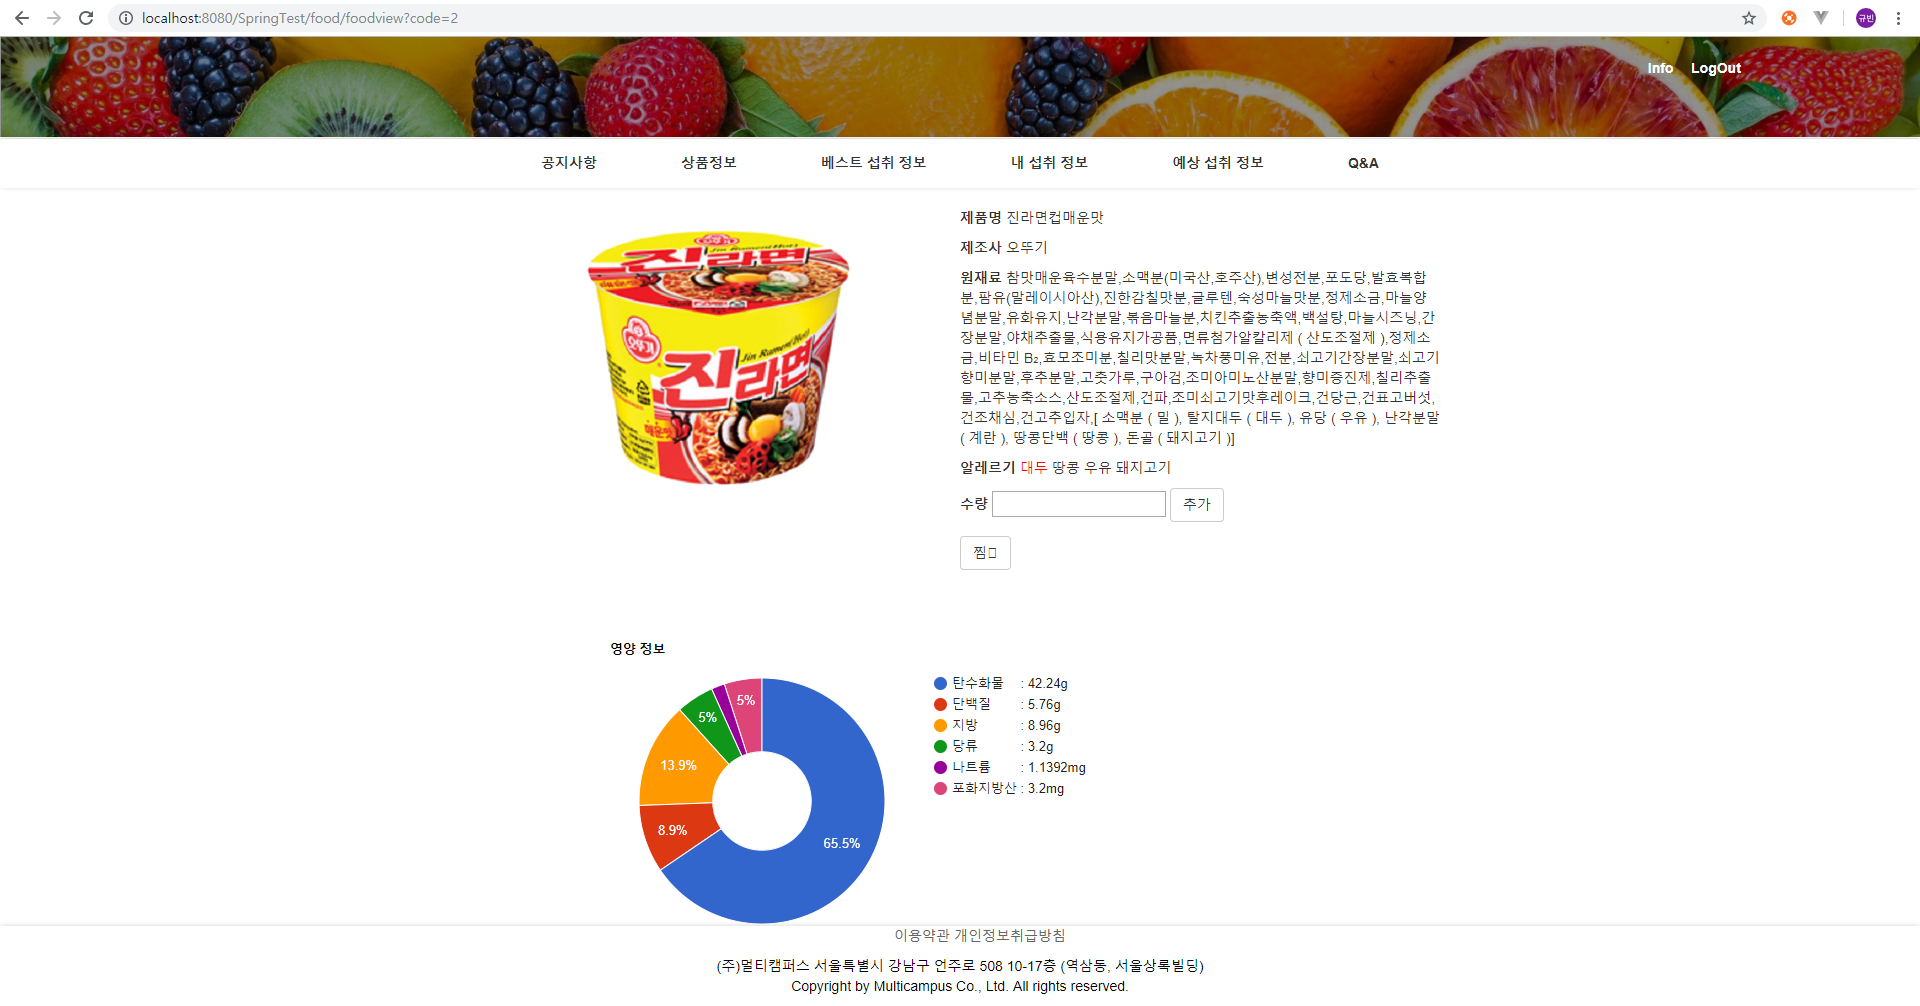 localhost:8080/SpringTest/food/foodview?code=2
규빈
Info LogOut
공지사항 상품정보 베스트 섭취 정보 내 섭취 정보 예상 섭취 정보 Q&A
오뚜기
Jin Ramen(Hot)
진라면
오뚜기
Jin Ramen(Hot)
진라면
매운맛
제품명 진라면컵매운맛
제조사 오뚜기
원재료 참맛매운육수분말,소맥분(미국산,호주산),변성전분,포도당,발효복합
분,팜유(말레이시아산),진한감칠맛분,글루텐,숙성마늘맛분,정제소금,마늘양
념분말,유화유지,난각분말,볶음마늘분,치킨추출농축액,백설탕,마늘시즈닝,간
장분말,야채추출물,식용유지가공품,면류첨가알칼리제 ( 산도조절제 ),정제소
금,비타민 B₂,효모조미분,칠리맛분말,녹차풍미유,전분,쇠고기간장분말,쇠고기
향미분말,후추분말,고춧가루,구아검,조미아미노산분말,향미증진제,칠리추출
물,고추농축소스,산도조절제,건파,조미쇠고기맛후레이크,건당근,건표고버섯,
건조채심,건고추입자,[ 소맥분 ( 밀 ), 탈지대두 ( 대두 ), 유당 ( 우유 ), 난각분말
( 계란 ), 땅콩단백 ( 땅콩 ), 돈골 ( 돼지고기 )]
알레르기 대두 땅콩 우유 돼지고기
수량 추가
찜
영양 정보
65.5%
8.9%
13.9%
5%
5%
탄수화물 : 42.24g
단백질 : 5.76g
지방 : 8.96g
당류 : 3.2g
나트륨 : 1.1392mg
포화지방산 : 3.2mg
이용약관 개인정보취급방침
(주)멀티캠퍼스 서울특별시 강남구 언주로 508 10-17층 (역삼동, 서울상록빌딩)
Copyright by Multicampus Co., Ltd. All rights reserved.